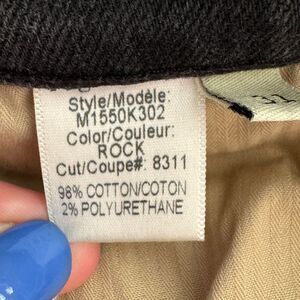 Style/Modèle:
M1550K302
Color/Couleur:
ROCK
Cut/Coupe#: 8311
98% COTTON/COTON
2% POLYURETHANE